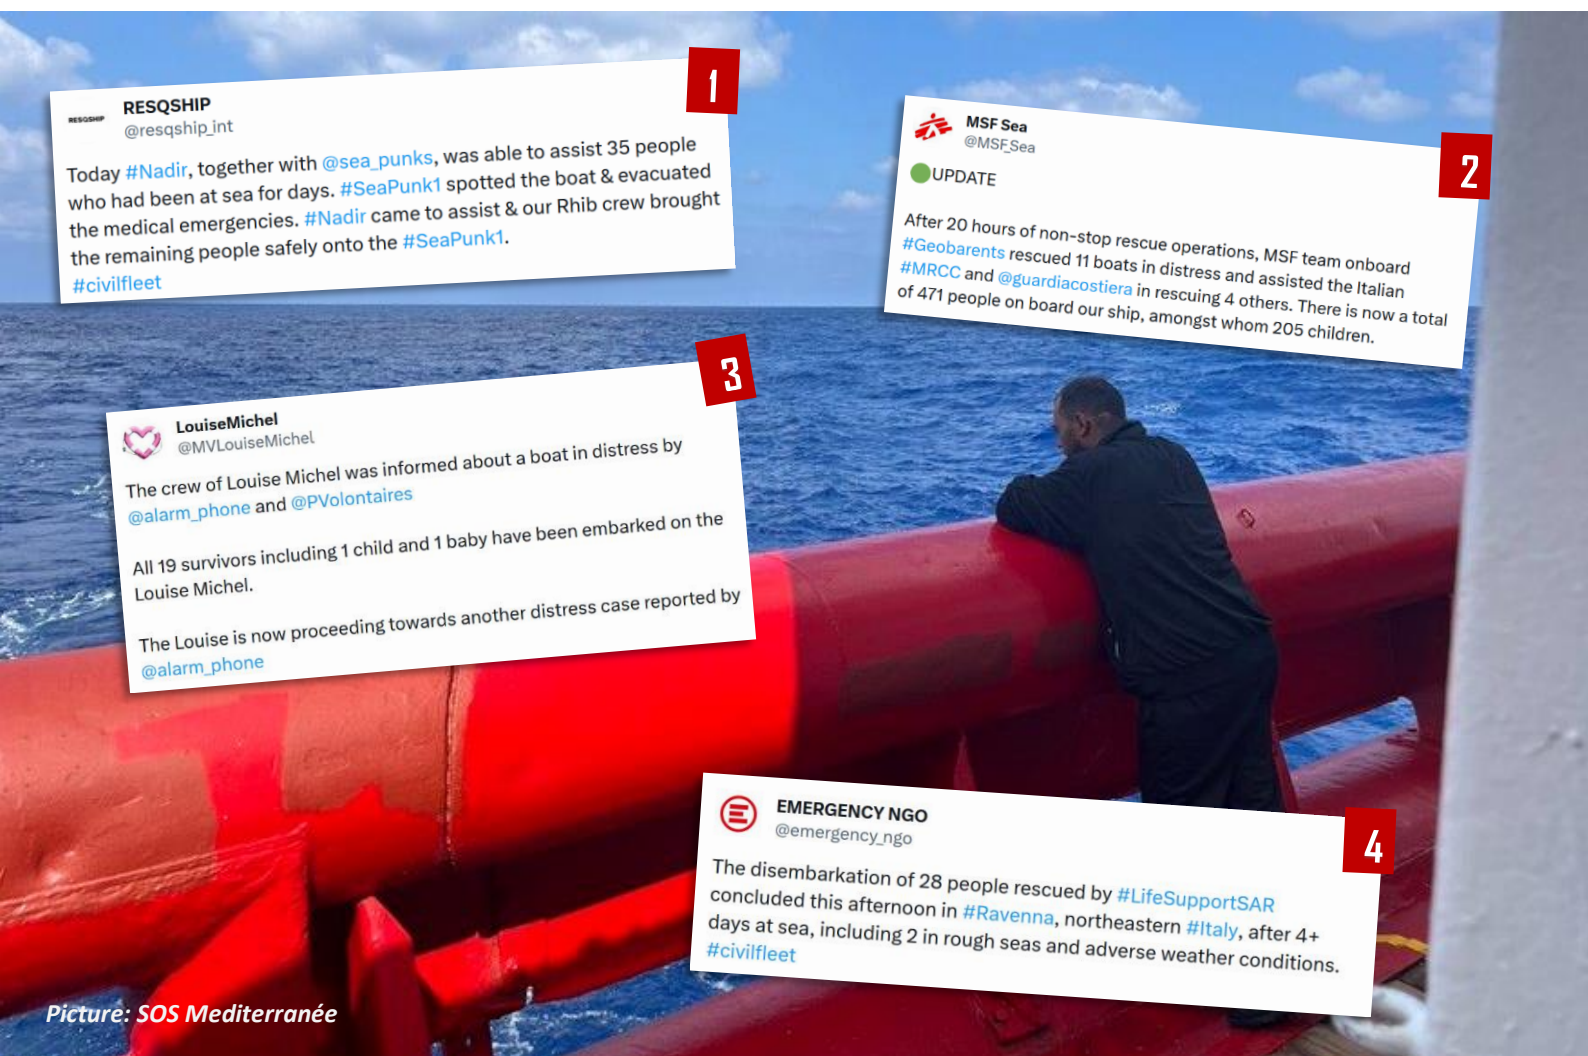 1
RESQSHIP
RESQSHIP
@resqship_int
Today #Nadir, together with @sea_punks, was able to assist 35 people
who had been at sea for days. #SeaPunk1 spotted the boat & evacuated
the medical emergencies. #Nadir came to assist & our Rhib crew brought
the remaining people safely onto the #SeaPunk1.
#civilfleet
2
MSF Sea
@MSF_Sea
UPDATE
After 20 hours of non-stop rescue operations, MSF team onboard
#Geobarents rescued 11 boats in distress and assisted the Italian
#MRCC and @guardiacostiera in rescuing 4 others. There is now a total
of 471 people on board our ship, amongst whom 205 children.
3
LouiseMichel
@MVLouiseMichel
The crew of Louise Michel was informed about a boat in distress by
@alarm_phone and @PVolontaires
All 19 survivors including 1 child and 1 baby have been embarked on the
Louise Michel.
The Louise is now proceeding towards another distress case reported by
@alarm_phone
4
EMERGENCY NGO
@emergency_ngo
The disembarkation of 28 people rescued by #LifeSupportSAR
concluded this afternoon in #Ravenna, northeastern #Italy, after 4+
days at sea, including 2 in rough seas and adverse weather conditions.
#civilfleet
Picture: SOS Mediterranée